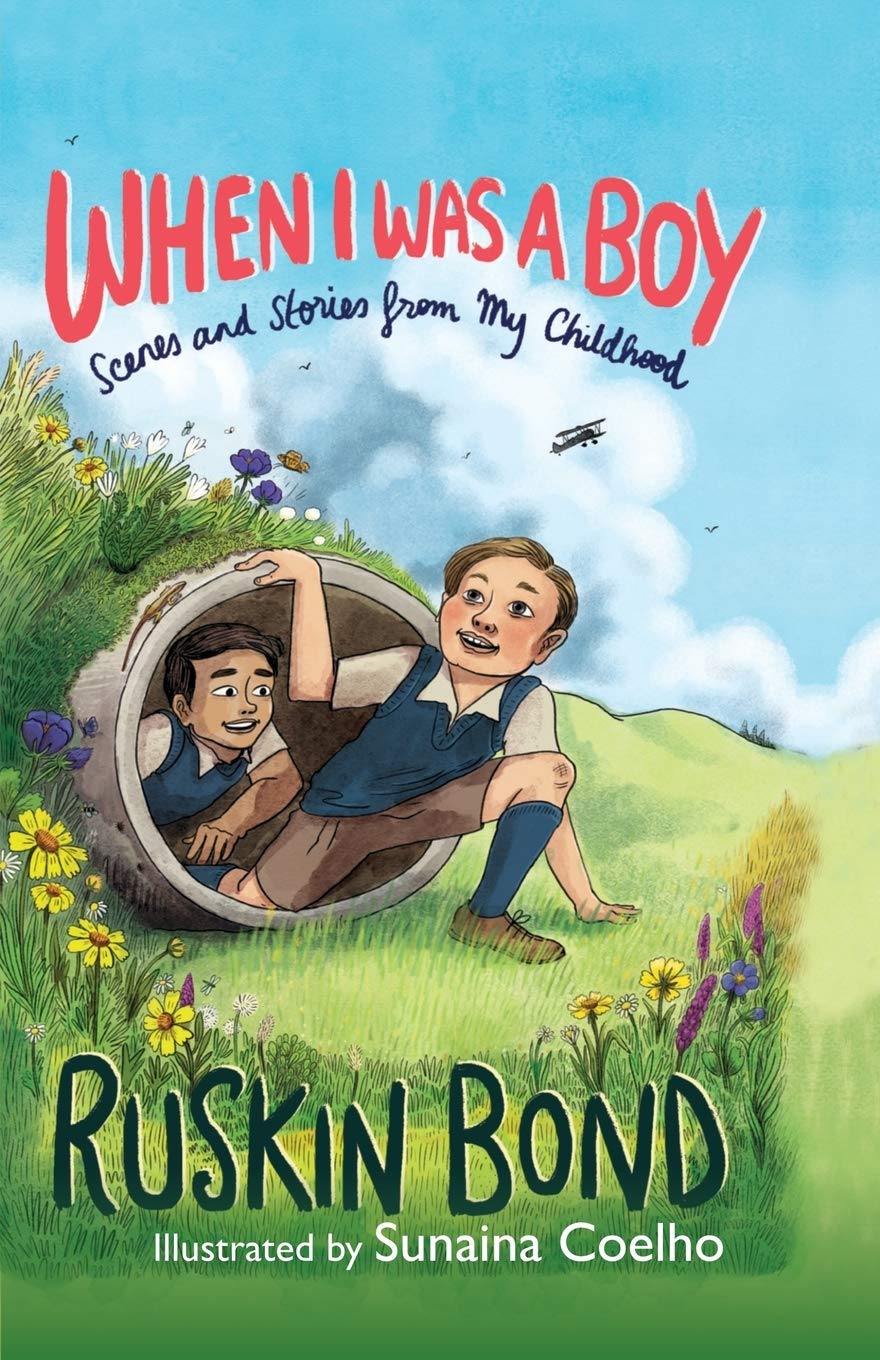 WHEN I WAS A BOY
Scenes and Stories from My Childhood
RUSKIN BOND
Illustrated by Sunaina Coelho